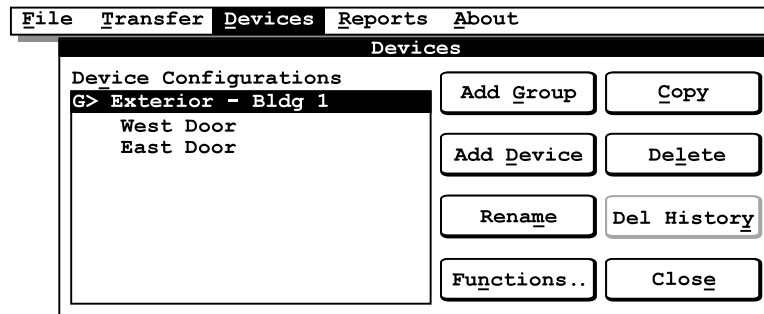 File Transfer Devices Reports About
Devices
Device Configurations
G> Exterior - Bldg 1
West Door
East Door
Add Group
Copy
Add Device
Delete
Rename
Del History
Functions..
Close